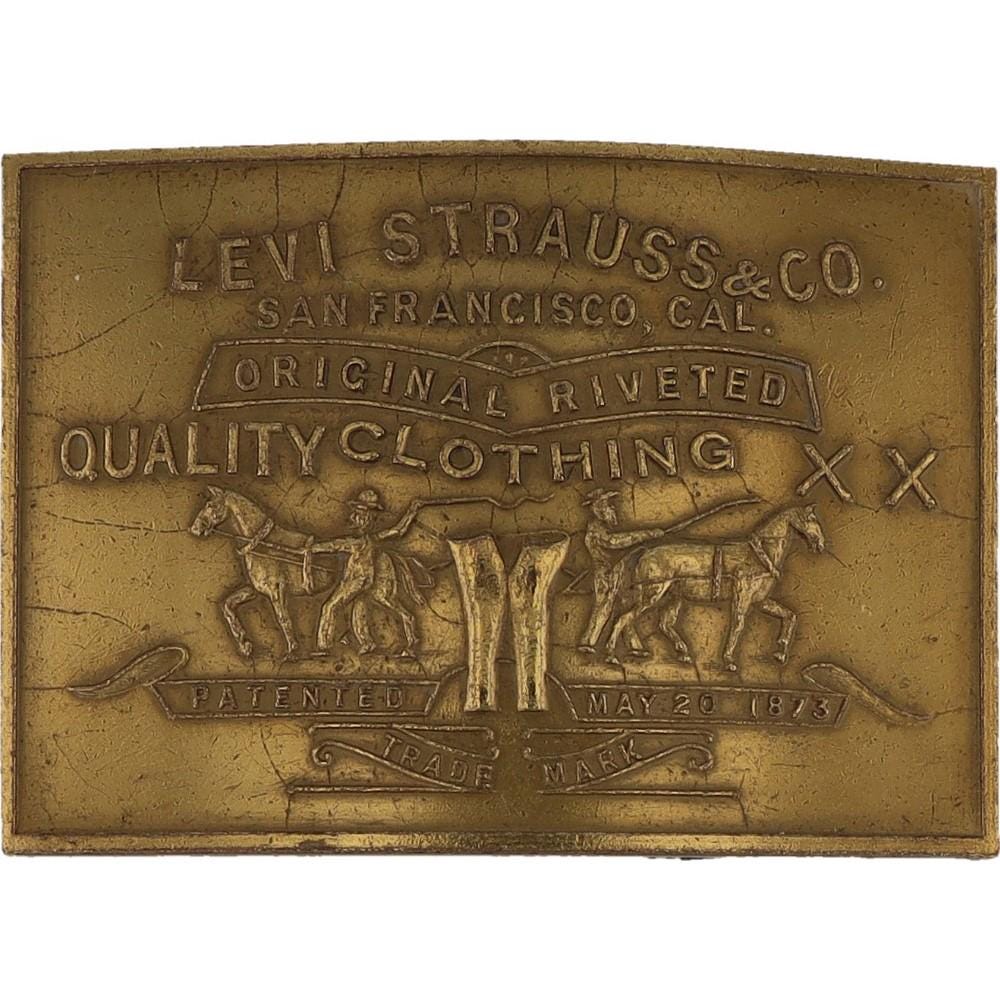 LEVI STRAUSS & CO.
SAN FRANCISCO, CAL.
ORIGINAL RIVETED
QUALITY CLOTHING XX
PATENTED MAY 20 1873
TRADE MARK